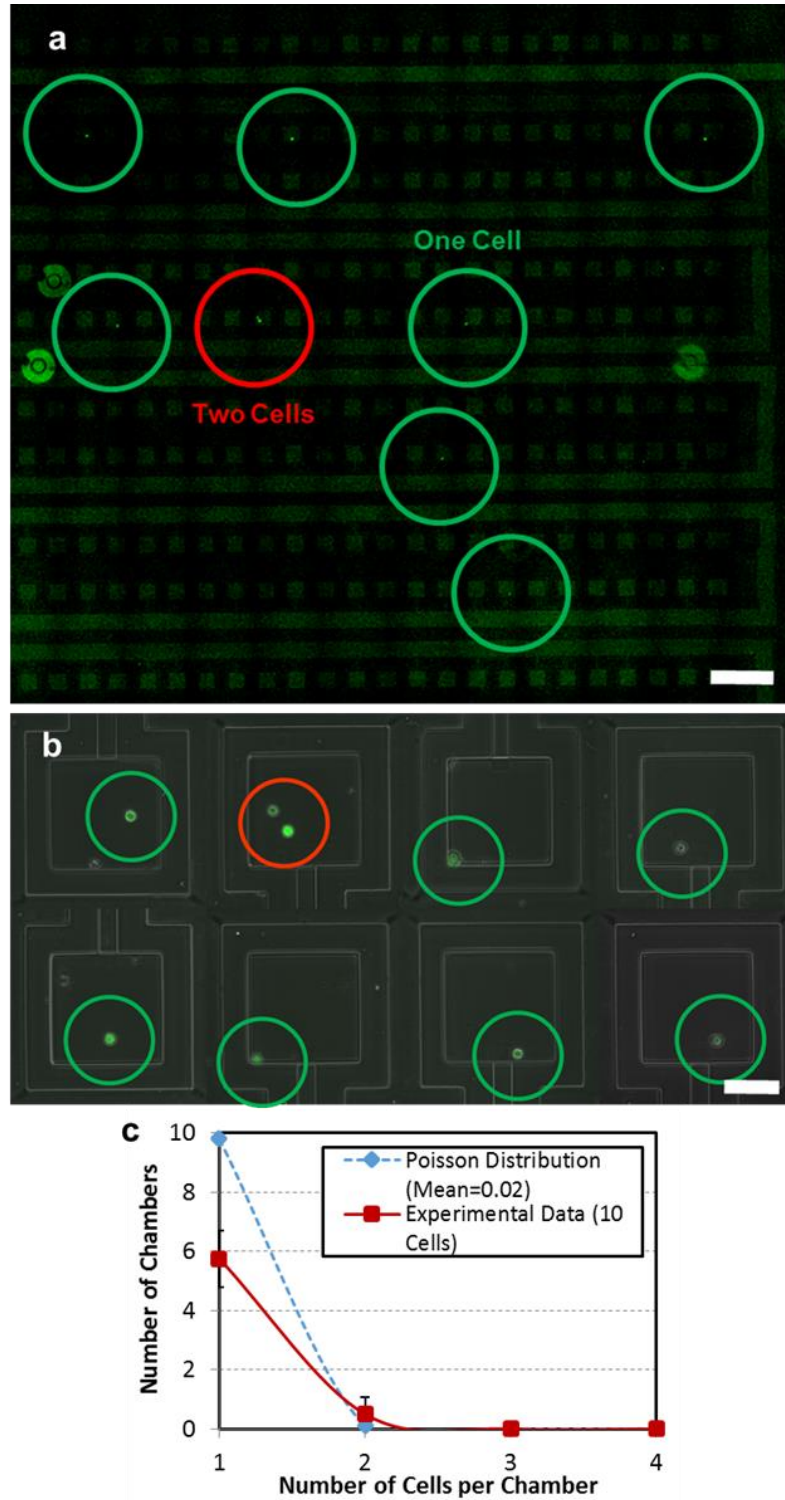 a
One Cell
Two Cells
b
c
10
8
6
4
2
0
Number of Chambers
Poisson Distribution
(Mean=0.02)
Experimental Data (10
Cells)
1 2 3 4
Number of Cells per Chamber